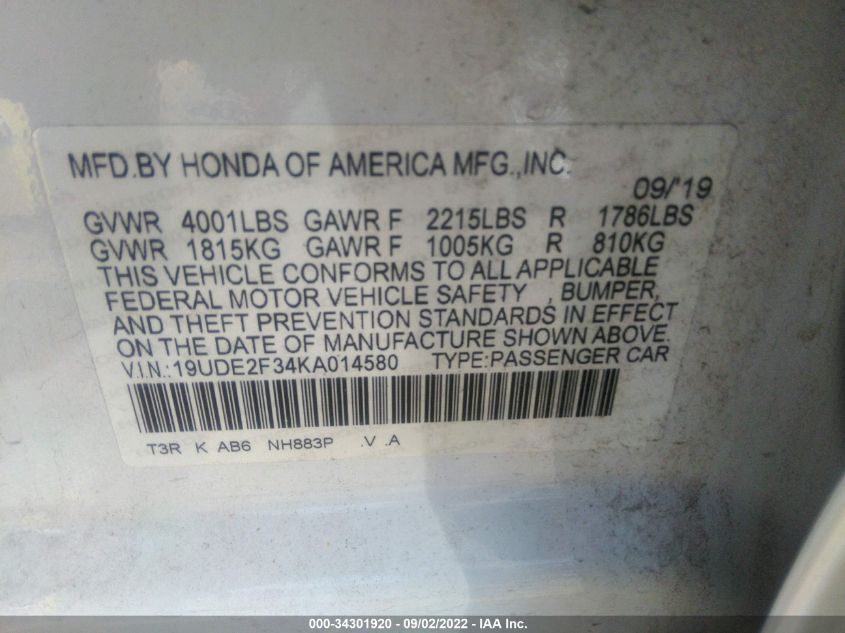 MFD.BY HONDA OF AMERICA MFG.,INC.
09/'19
GVWR 4001LBS GAWR F 2215LBS R 1786LBS
GVWR 1815KG GAWR F 1005KG R 810KG
THIS VEHICLE CONFORMS TO ALL APPLICABLE
FEDERAL MOTOR VEHICLE SAFETY , BUMPER,
AND THEFT PREVENTION STANDARDS IN EFFECT
ON THE DATE OF MANUFACTURE SHOWN ABOVE.
V.I.N.:19UDE2F34KA014580 TYPE:PASSENGER CAR
T3R K AB6 NH883P .V .A
000-34301920 - 09/02/2022 - IAA Inc.